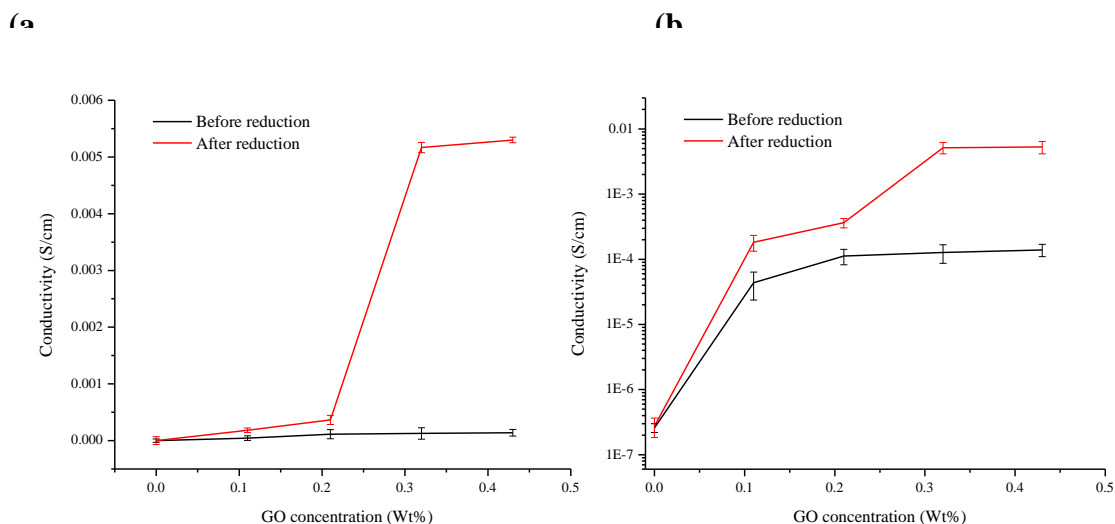 (a
(b
Before reduction
After reduction
Conductivity (S/cm)
0.006
0.005
0.004
0.003
0.002
0.001
0.000
0.0 0.1 0.2 0.3 0.4 0.5
GO concentration (Wt%)
Before reduction
After reduction
Conductivity (S/cm)
0.01
1E-3
1E-4
1E-5
1E-6
1E-7
0.0 0.1 0.2 0.3 0.4 0.5
GO concentration (Wt%)